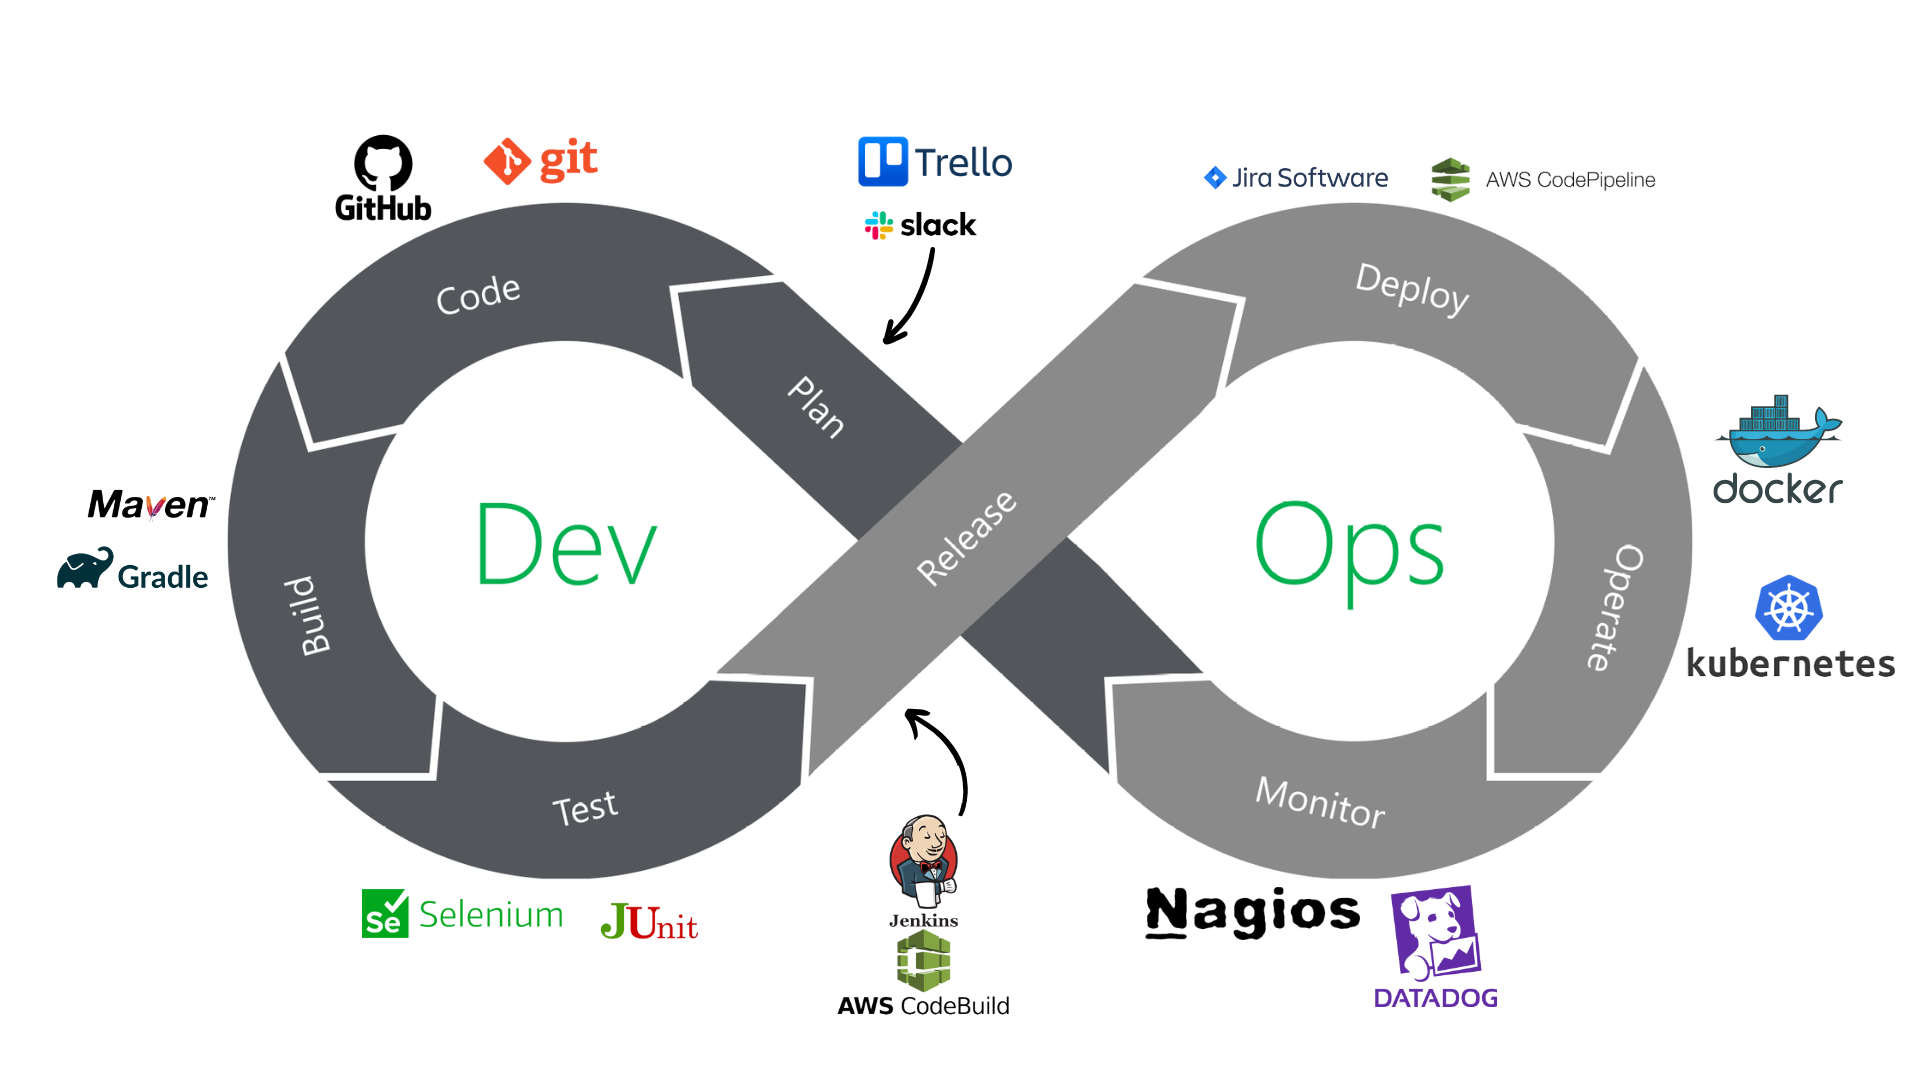 GitHub
git
Trello
slack
Jira Software
AWS CodePipeline
Code
Plan
Deploy
docker
Maven™
Gradle
Dev
Release
Ops
Build
Operate
kubernetes
Test
Monitor
Se Selenium
JUnit
Jenkins
AWS CodeBuild
Nagios
DATADOG